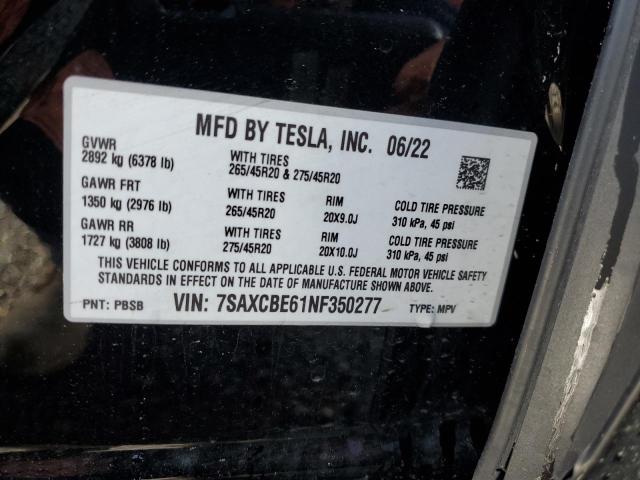 MFD BY TESLA, INC. 06/22
GVWR
2892 kg (6378 lb)
WITH TIRES
265/45R20 & 275/45R20
GAWR FRT
1350 kg (2976 lb)
WITH TIRES
265/45R20
RIM
20X9.0J
COLD TIRE PRESSURE
310 kPa, 45 psi
GAWR RR
1727 kg (3808 lb)
WITH TIRES
275/45R20
RIM
20X10.0J
COLD TIRE PRESSURE
310 kPa, 45 psi
THIS VEHICLE CONFORMS TO ALL APPLICABLE U.S. FEDERAL MOTOR VEHICLE SAFETY
STANDARDS IN EFFECT ON THE DATE OF MANUFACTURE SHOWN ABOVE.
PNT: PBSB VIN: 7SAXCBE61NF350277 TYPE: MPV